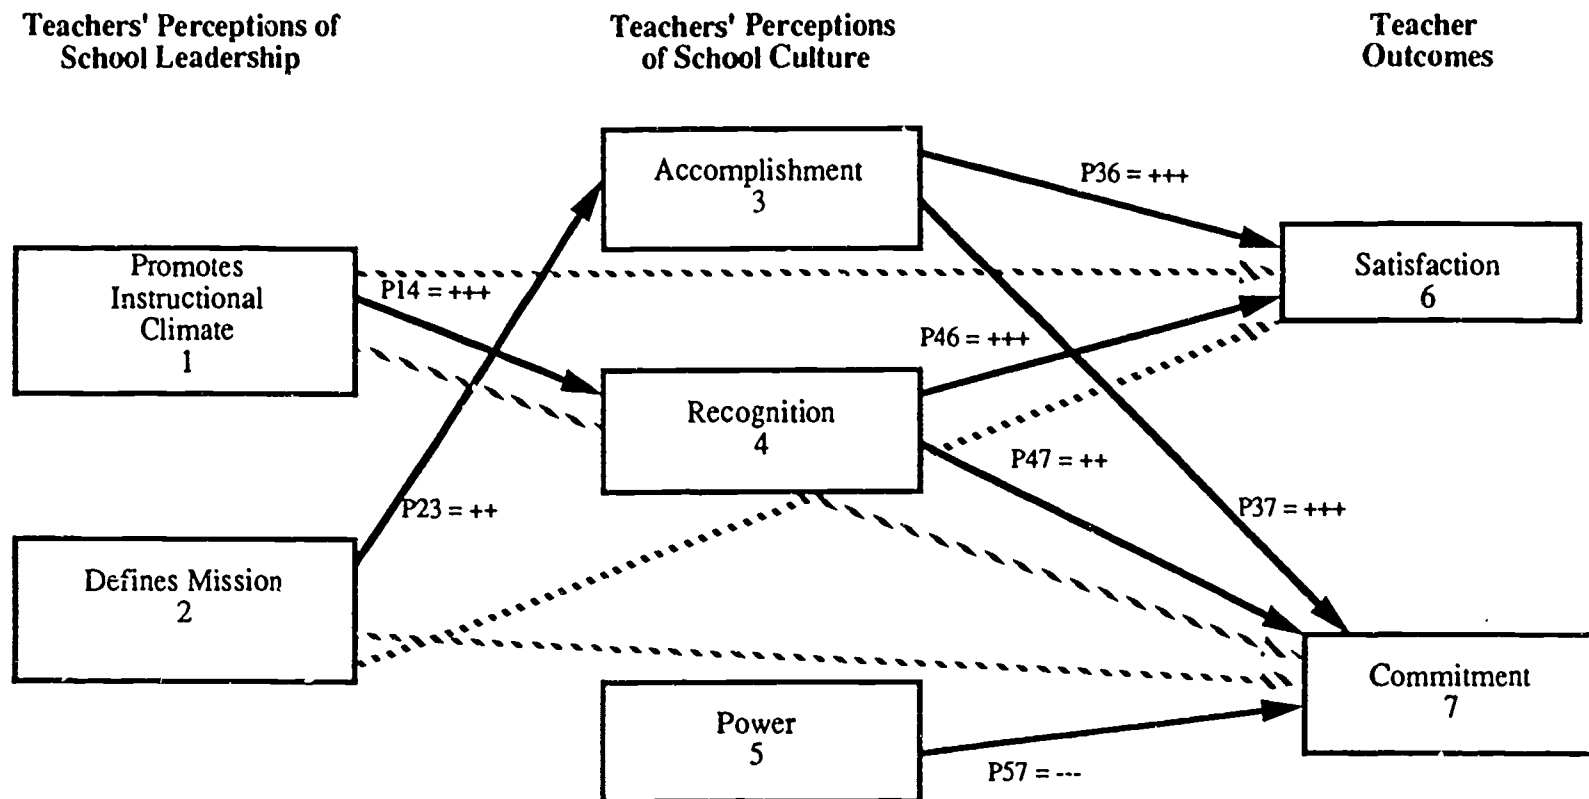 Teachers' Perceptions of
School Leadership
Teachers' Perceptions
of School Culture
Teacher
Outcomes
Accomplishment
3
P36 = +++
Promotes
Instructional
Climate
1
P14 = +++
Satisfaction
6
P46 = +++
Recognition
4
P47 = ++
P23 = ++
P37 = +++
Defines Mission
2
Power
5
Commitment
7
P57 = ---